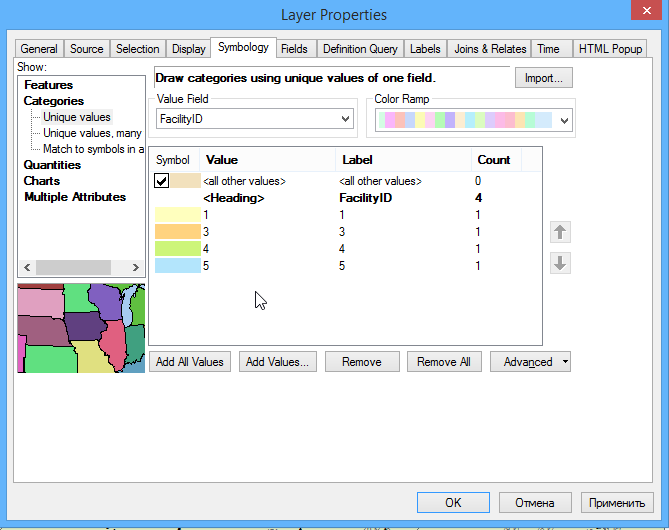 Layer Properties
General Source Selection Display Symbology Fields Definition Query Labels Joins & Relates Time HTML Popup
Show:
Features
Categories
Unique values
Unique values, many
Match to symbols in a
Quantities
Charts
Multiple Attributes
Draw categories using unique values of one field.
Import...
Value Field
FacilityID
Color Ramp
Symbol Value Label Count
<all other values> <all other values> 0
<Heading> FacilityID 4
1 1 1
3 3 1
4 4 1
5 5 1
Add All Values Add Values... Remove Remove All Advanced
OK Отмена Применить